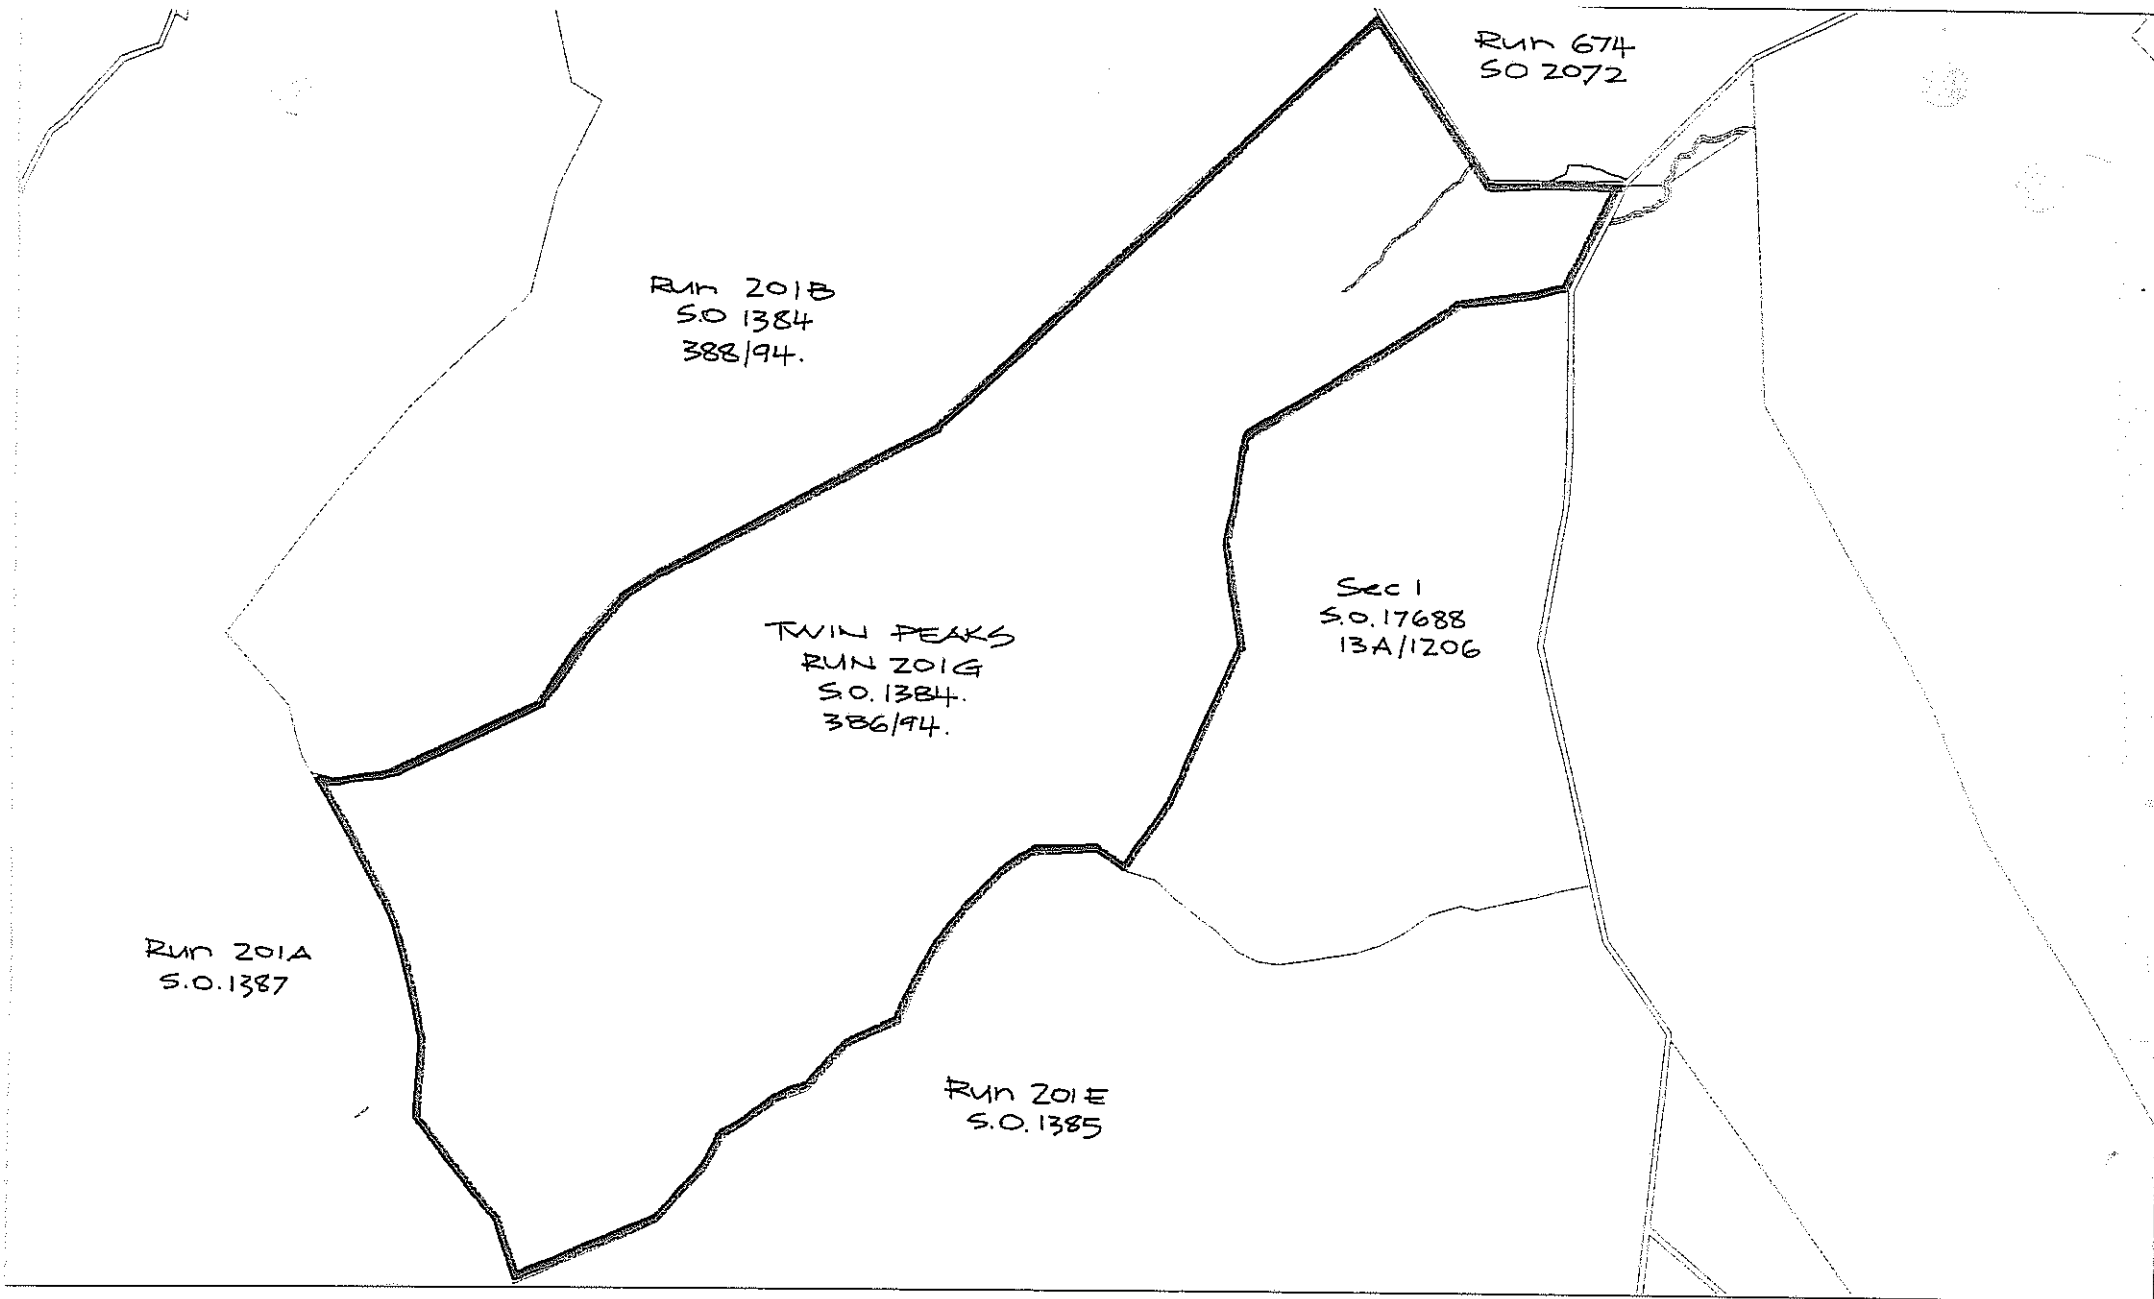 Run 674
SO 2072
Run 201B
S.O 1384
388/94.
Sec 1
S.O. 17688
13A/1206
TWIN PEAKS
RUN 201G
S.O. 1384.
386/94.
Run 201A
S.O. 1387
Run 201E
S.O. 1385